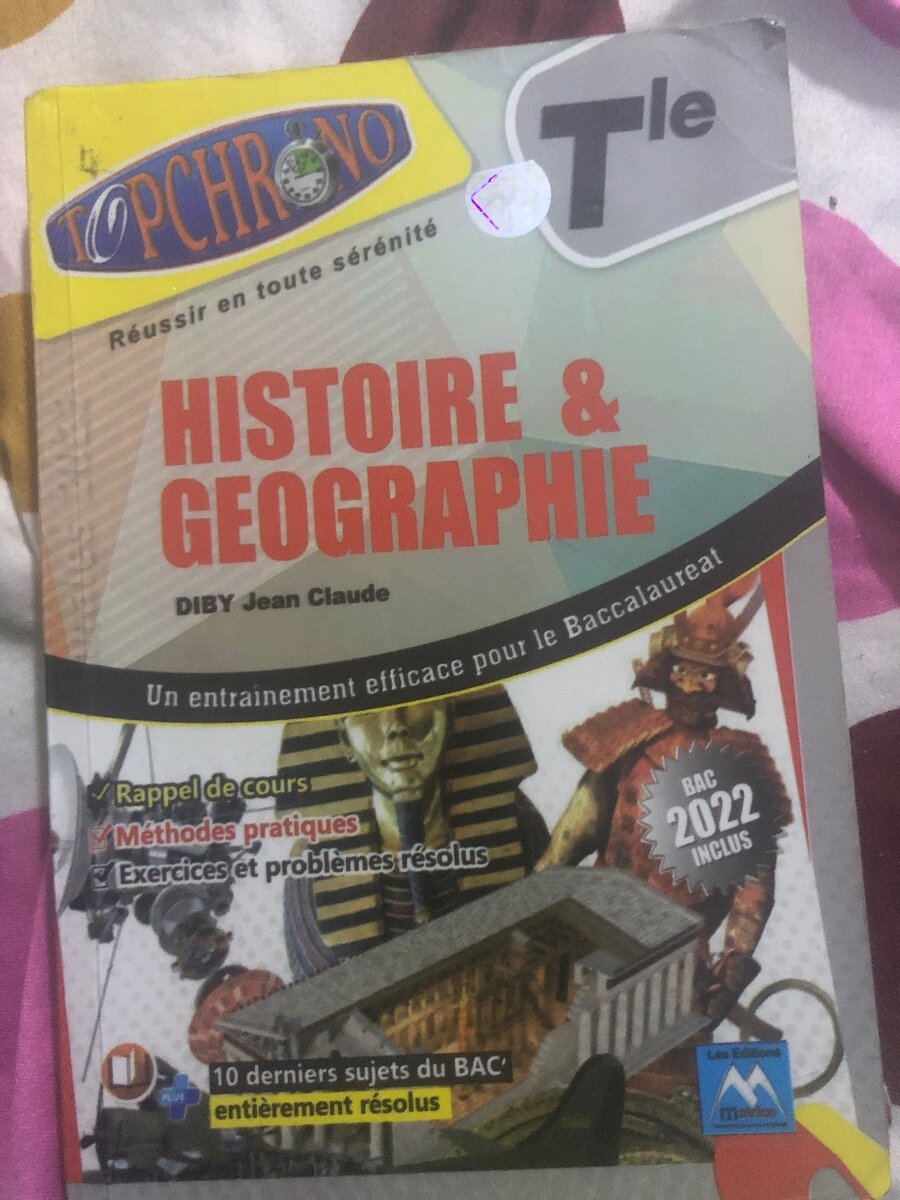 TOPCHRONO
Tle
Réussir en toute sérénité
HISTOIRE &
GEOGRAPHIE
DIBY Jean Claude
Un entrainement efficace pour le Baccalauréat
Rappel de cours
Méthodes pratiques
Exercices et problèmes résolus
BAC
2022
INCLUS
10 derniers sujets du BAC'
PLUS
entièrement résolus
Les Editions
Matrice